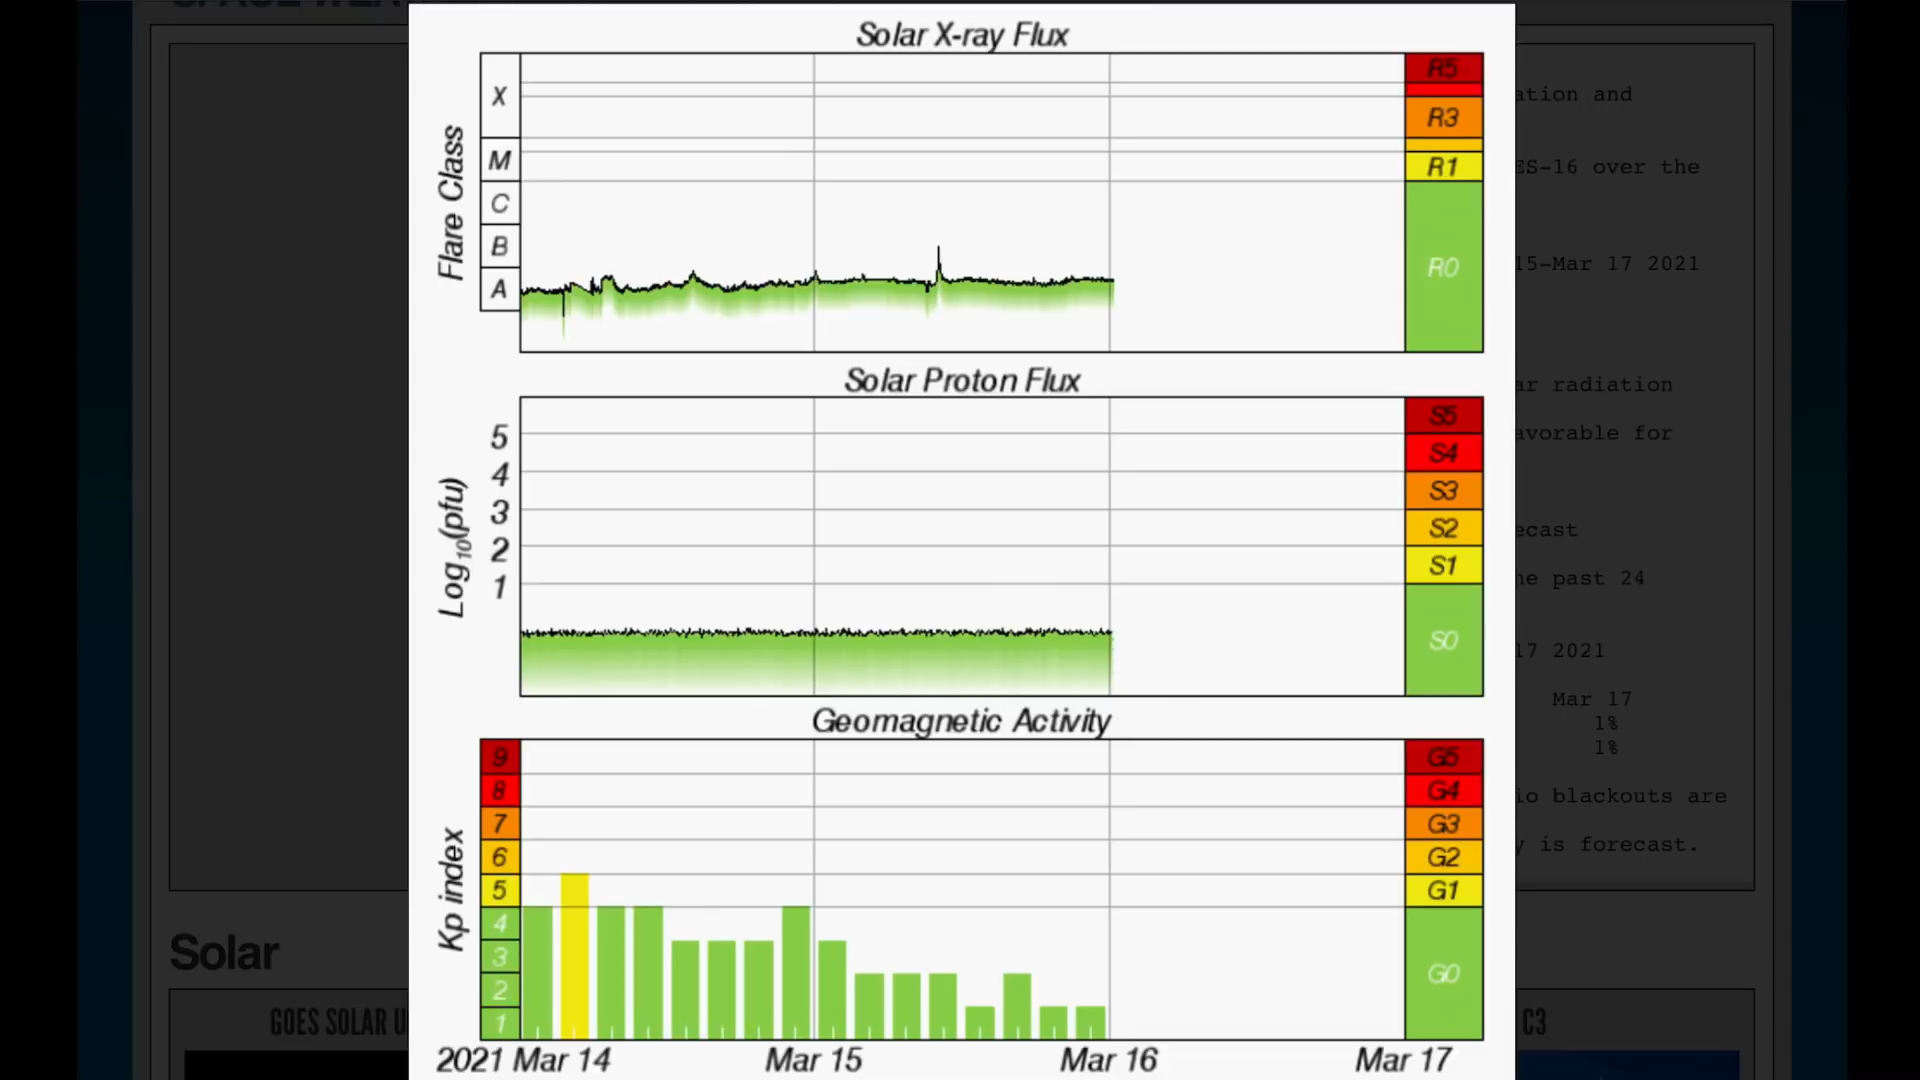 Solar X-ray Flux
Flare Class
X
M
C
B
A
R5
R3
R1
R0
Solar Proton Flux
Log₁₀(pfu)
5
4
3
2
1
S5
S4
S3
S2
S1
S0
Geomagnetic Activity
Kp index
9
8
7
6
5
4
3
2
1
G5
G4
G3
G2
G1
G0
2021 Mar 14
Mar 15
Mar 16
Mar 17
ation and
ES-16 over the
15-Mar 17 2021
ar radiation
avorable for
ecast
he past 24
17 2021
Mar 17
1%
1%
io blackouts are
y is forecast.
Solar
GOES SOLAR U
C3